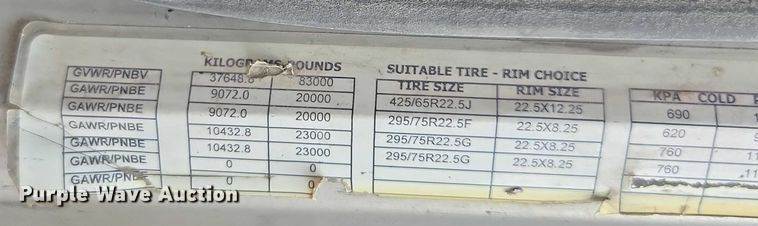 KILOGRAMS POUNDS SUITABLE TIRE - RIM CHOICE
GVWR/PNBV 37648.8 83000 TIRE SIZE RIM SIZE KPA COLD
GAWR/PNBE 9072.0 20000 425/65R22.5J 22.5X12.25 690
GAWR/PNBE 9072.0 20000 295/75R22.5F 22.5X8.25 620
GAWR/PNBE 10432.8 23000 295/75R22.5G 22.5X8.25 760
GAWR/PNBE 10432.8 23000 295/75R22.5G 22.5X8.25 760
GAWR/PNBE 0 0
GAWR/PNBE 0 0
Purple Wave Auction